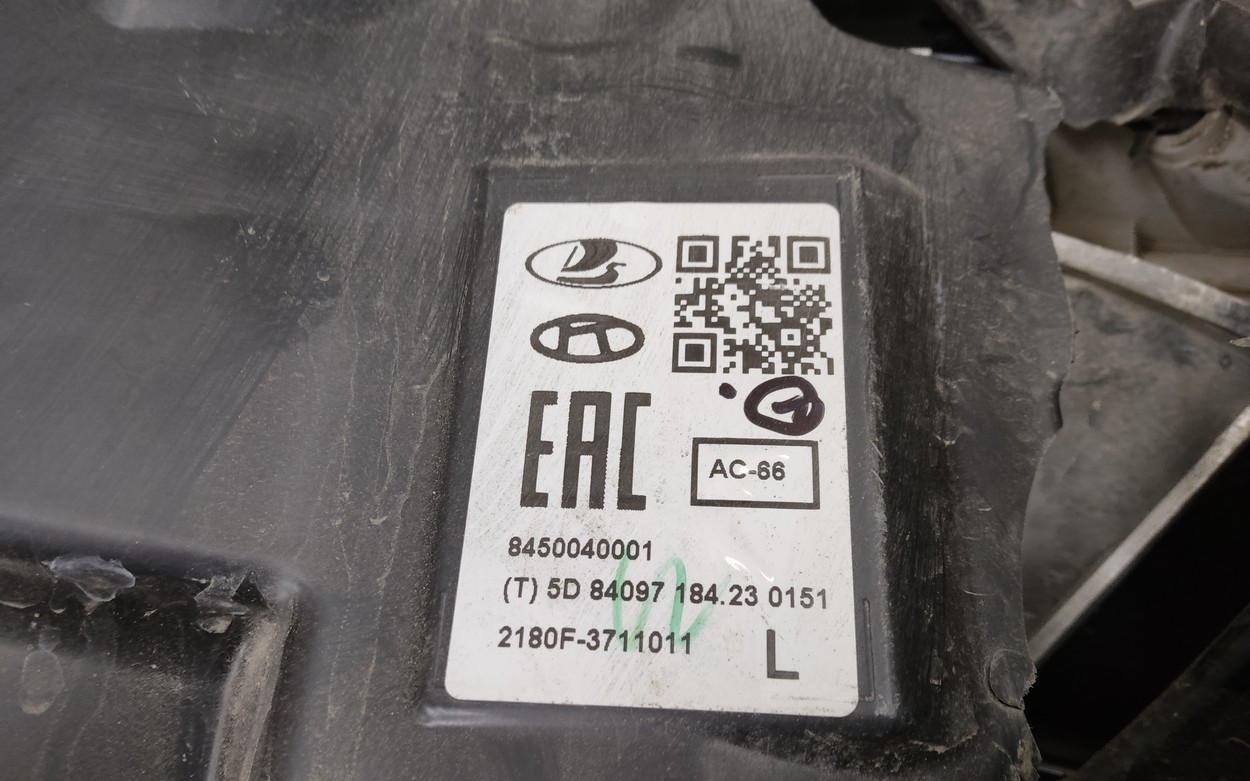 EAC
AC-66
8450040001
(T) 5D 84097 184.23 0151
2180F-3711011
L